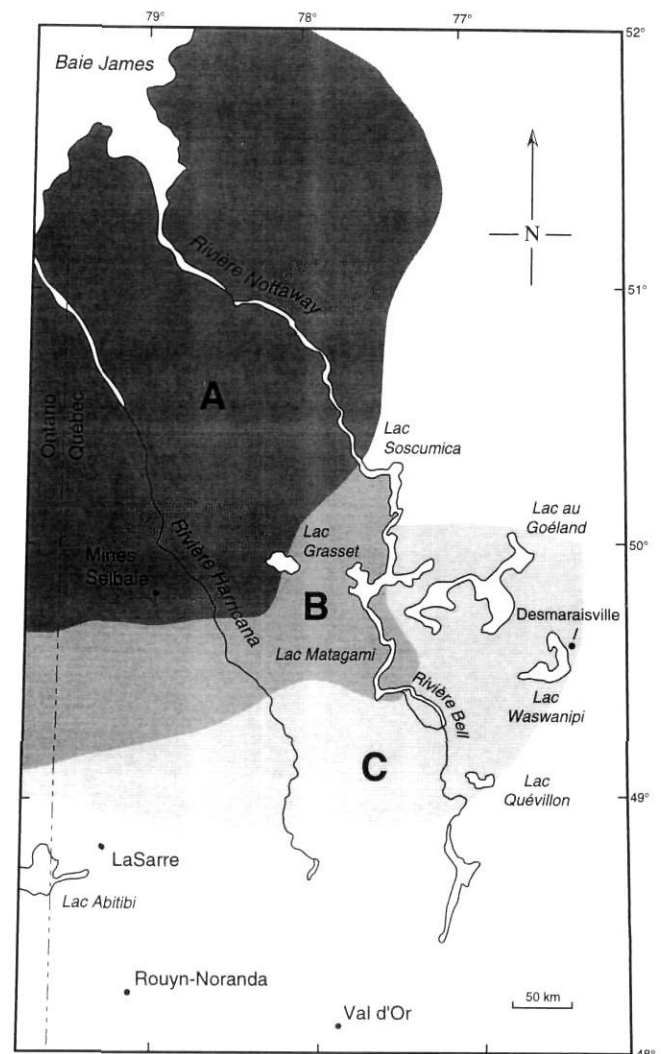 79°
78°
77°
52°
Baie James
N
Rivière Nottaway
51°
A
Ontario
Québec
Lac
Soscumica
Lac au
Goéland
Rivière Harricana
Lac
Grasset
50°
Mines
Selbaie
B
Desmaraisville
Lac Matagami
Rivière Bell
Lac
Waswanipi
C
Lac
Quévillon
49°
LaSarre
Lac Abitibi
Rouyn-Noranda
50 km
Val d'Or
48°